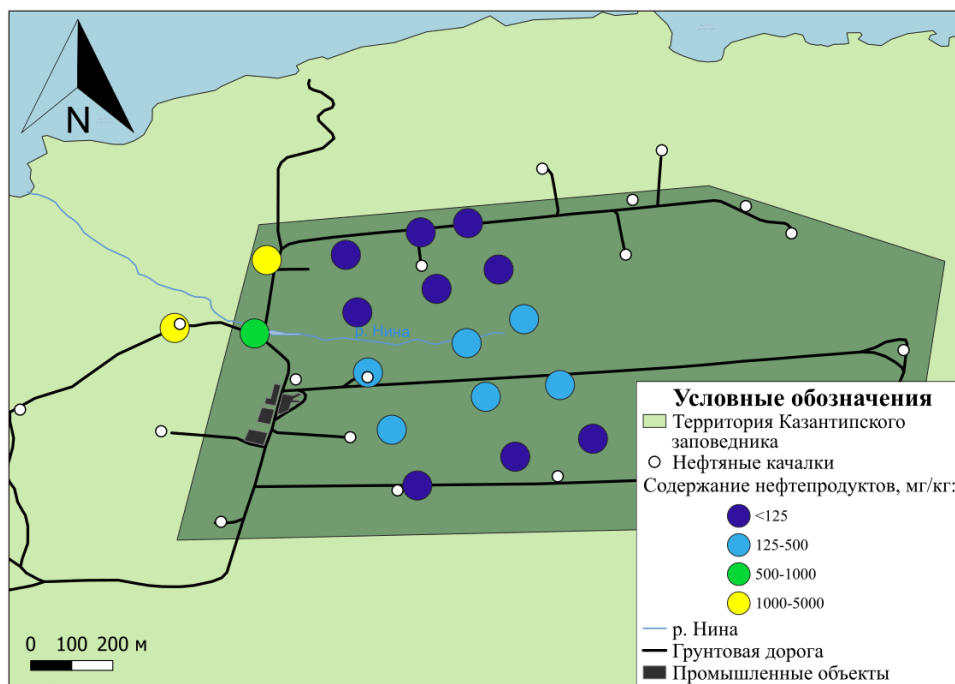 N
р. Нина
Условные обозначения
Территория Казантипского
заповедника
Нефтяные качалки
Содержание нефтепродуктов, мг/кг:
<125
125-500
500-1000
1000-5000
р. Нина
Грунтовая дорога
Промышленные объекты
0 100 200 м